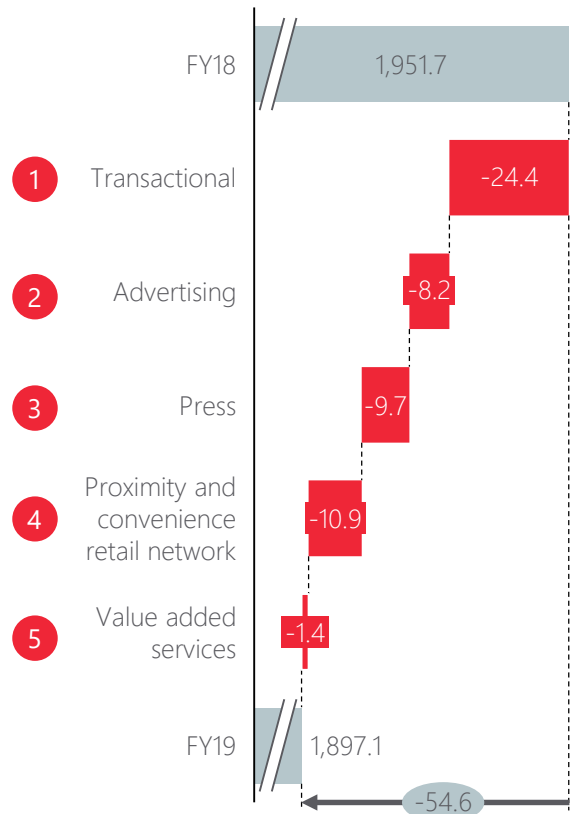 FY18
1,951.7
1
Transactional
-24.4
2
Advertising
-8.2
3
Press
-9.7
4
Proximity and
convenience
retail network
-10.9
5
Value added
services
-1.4
FY19
1,897.1
-54.6